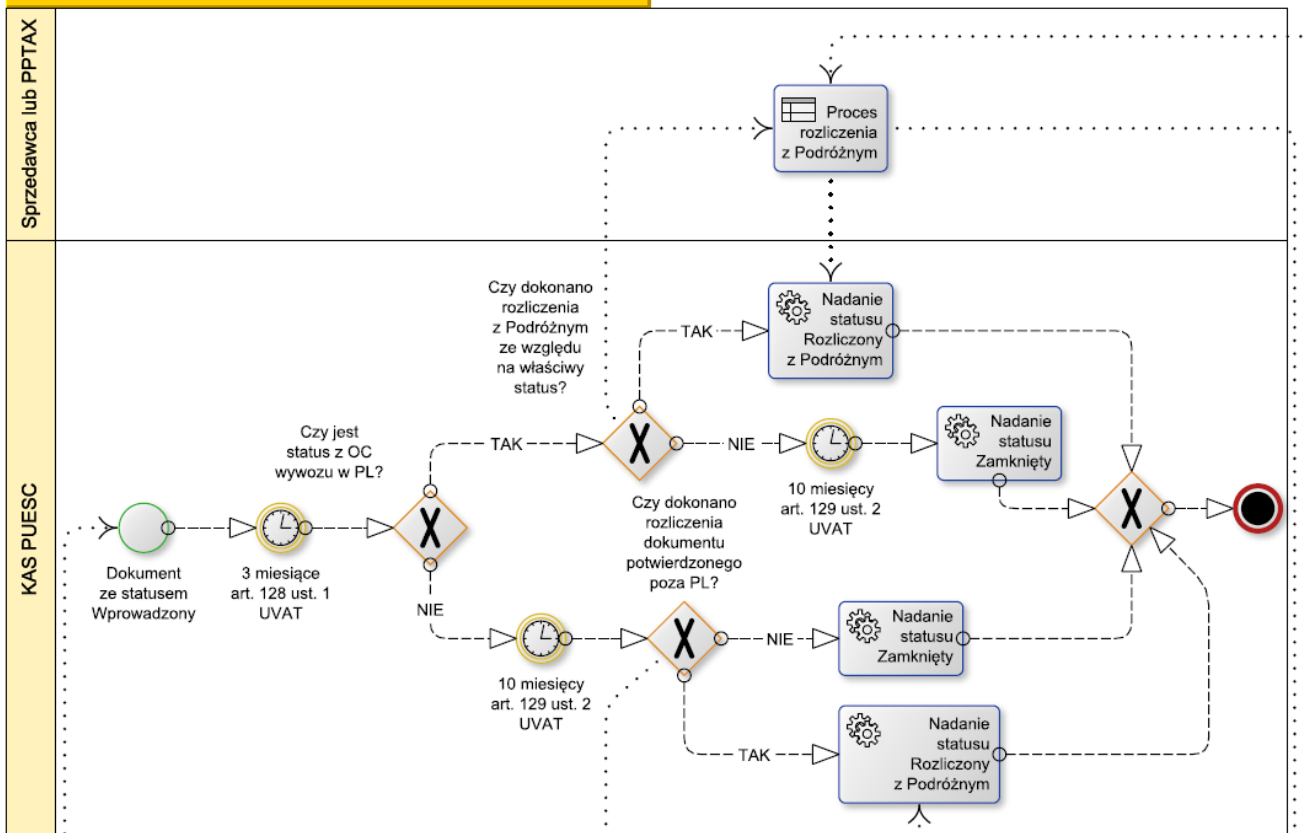 Sprzedawca lub PPTAX
Proces
rozliczenia
z Podróżnym
KAS PUESC
Czy dokonano
rozliczenia
z Podróżnym
ze względu
na właściwy
status?
TAK
Nadanie
statusu
Rozliczony
z Podróżnym
Czy jest
status z OC
wywozu w PL?
TAK
NIE
10 miesięcy
art. 129 ust. 2
UVAT
Nadanie
statusu
Zamknięty
Dokument
ze statusem
Wprowadzony
3 miesiące
art. 128 ust. 1
UVAT
NIE
10 miesięcy
art. 129 ust. 2
UVAT
Czy dokonano
rozliczenia
dokumentu
potwierdzonego
poza PL?
NIE
Nadanie
statusu
Zamknięty
TAK
Nadanie
statusu
Rozliczony
z Podróżnym